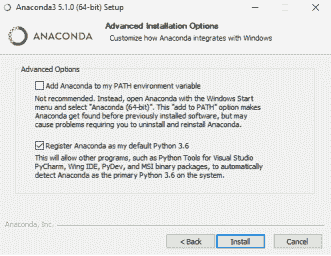 Anaconda3 5.1.0 (64-bit) Setup
Advanced Installation Options
ANACONDA
Customize how Anaconda integrates with Windows
Advanced Options
Add Anaconda to my PATH environment variable
Not recommended. Instead, open Anaconda with the Windows Start
menu and select "Anaconda (64-bit)". This "add to PATH" option makes
Anaconda get found before previously installed software, but may
cause problems requiring you to uninstall and reinstall Anaconda.
Register Anaconda as my default Python 3.6
This will allow other programs, such as Python Tools for Visual Studio
PyCharm, Wing IDE, PyDev, and MSI binary packages, to automatically
detect Anaconda as the primary Python 3.6 on the system.
Anaconda, Inc.
< Back
Install
Cancel